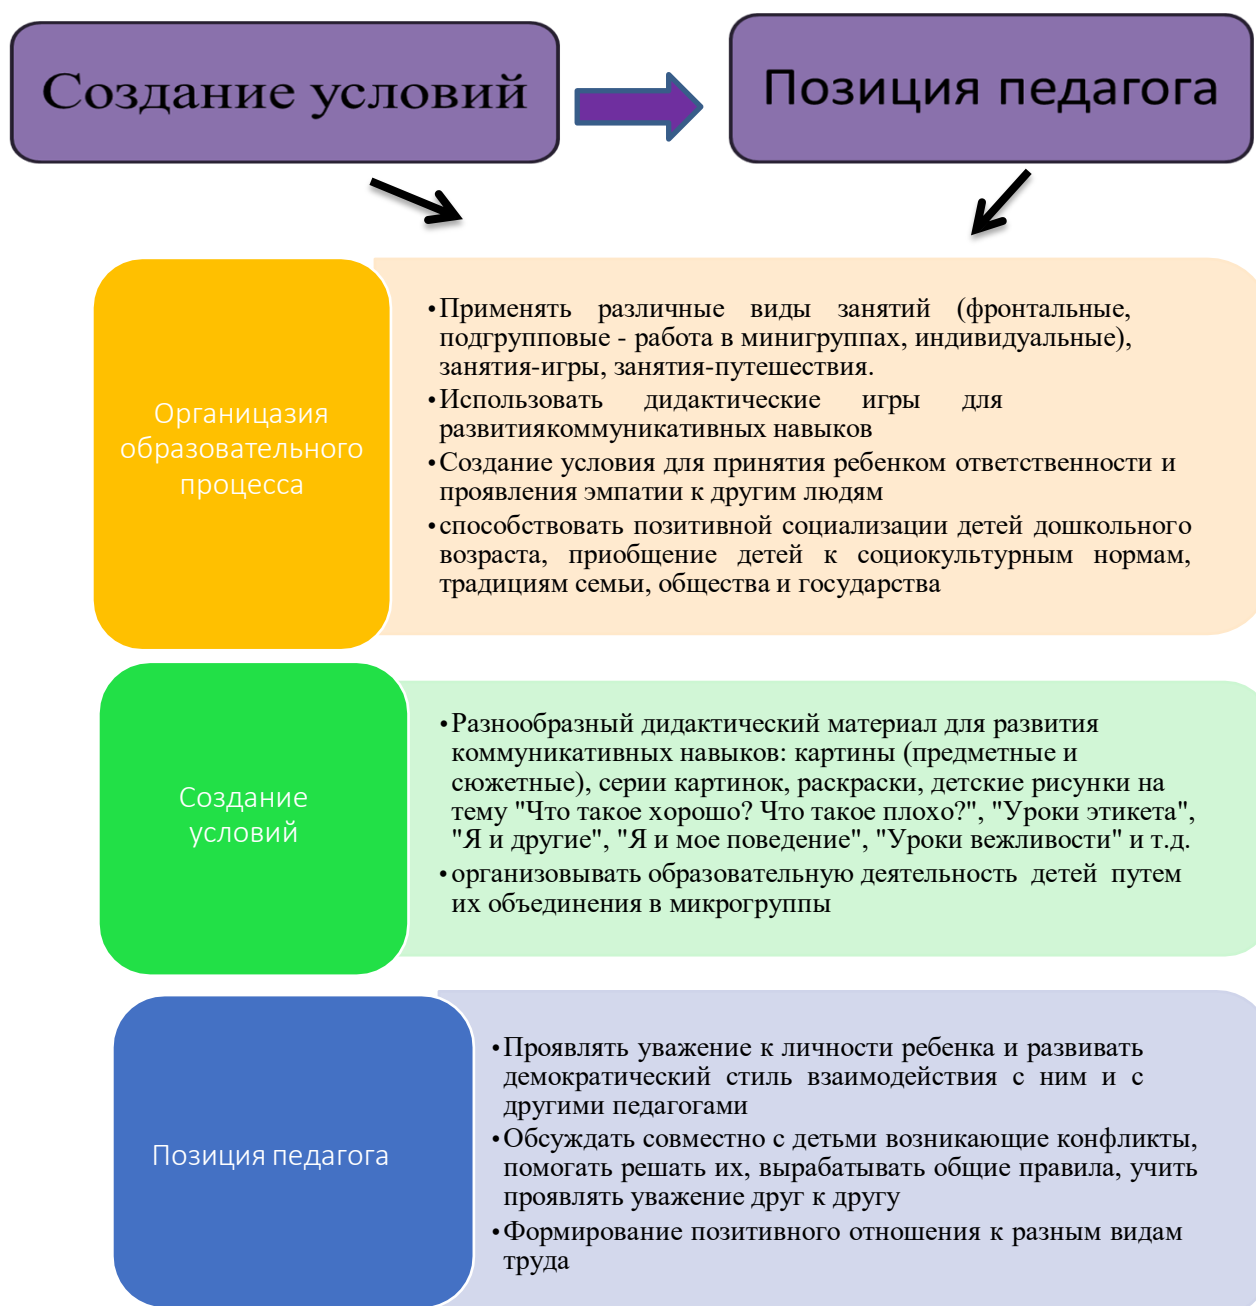 Создание условий
Позиция педагога
Органицазия
образовательного
процесса
•Применять различные виды занятий (фронтальные,
подгрупповые - работа в минигруппах, индивидуальные),
занятия-игры, занятия-путешествия.
•Использовать дидактические игры для
развитиякоммуникативных навыков
•Создание условия для принятия ребенком ответственности и
проявления эмпатии к другим людям
•способствовать позитивной социализации детей дошкольного
возраста, приобщение детей к социокультурным нормам,
традициям семьи, общества и государства
Создание
условий
•Разнообразный дидактический материал для развития
коммуникативных навыков: картины (предметные и
сюжетные), серии картинок, раскраски, детские рисунки на
тему "Что такое хорошо? Что такое плохо?", "Уроки этикета",
"Я и другие", "Я и мое поведение", "Уроки вежливости" и т.д.
•организовывать образовательную деятельность детей путем
их объединения в микрогруппы
Позиция педагога
•Проявлять уважение к личности ребенка и развивать
демократический стиль взаимодействия с ним и с
другими педагогами
•Обсуждать совместно с детьми возникающие конфликты,
помогать решать их, вырабатывать общие правила, учить
проявлять уважение друг к другу
•Формирование позитивного отношения к разным видам
труда